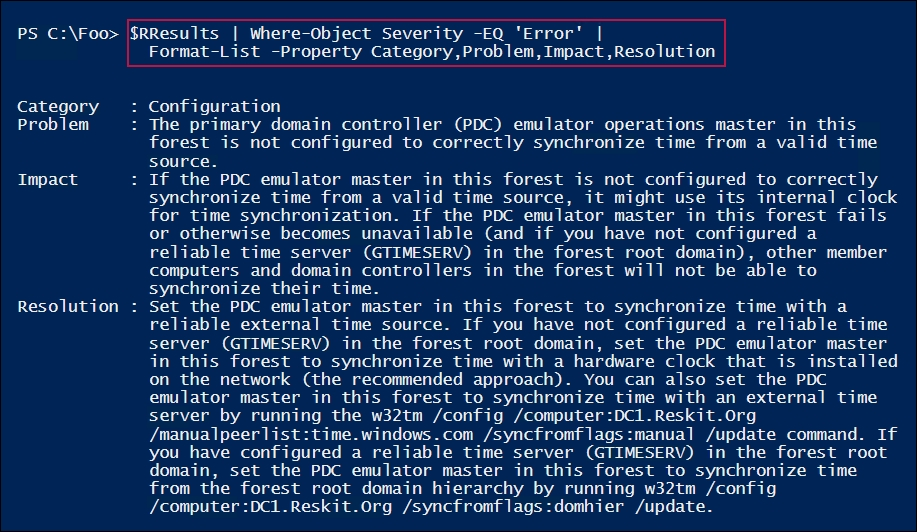 PS C:\Foo> $RResults | Where-Object Severity -EQ 'Error' |
Format-List -Property Category,Problem,Impact,Resolution
Category : Configuration
Problem : The primary domain controller (PDC) emulator operations master in this
forest is not configured to correctly synchronize time from a valid time
source.
Impact : If the PDC emulator master in this forest is not configured to correctly
synchronize time from a valid time source, it might use its internal clock
for time synchronization. If the PDC emulator master in this forest fails
or otherwise becomes unavailable (and if you have not configured a
reliable time server (GTIMESERV) in the forest root domain), other member
computers and domain controllers in the forest will not be able to
synchronize their time.
Resolution : Set the PDC emulator master in this forest to synchronize time with a
reliable external time source. If you have not configured a reliable time
server (GTIMESERV) in the forest root domain, set the PDC emulator master
in this forest to synchronize time with a hardware clock that is installed
on the network (the recommended approach). You can also set the PDC
emulator master in this forest to synchronize time with an external time
server by running the w32tm /config /computer:DC1.Reskit.Org
/manualpeerlist:time.windows.com /syncfromflags:manual /update command. If
you have configured a reliable time server (GTIMESERV) in the forest root
domain, set the PDC emulator master in this forest to synchronize time
from the forest root domain hierarchy by running w32tm /config
/computer:DC1.Reskit.Org /syncfromflags:domhier /update.